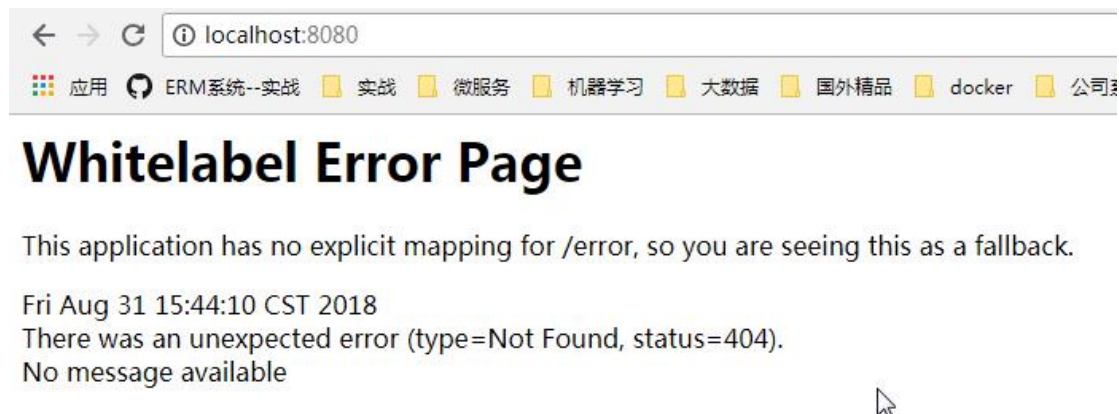 localhost:8080
应用 ERM系统--实战 实战 微服务 机器学习 大数据 国外精品 docker 公司
Whitelabel Error Page
This application has no explicit mapping for /error, so you are seeing this as a fallback.
Fri Aug 31 15:44:10 CST 2018
There was an unexpected error (type=Not Found, status=404).
No message available